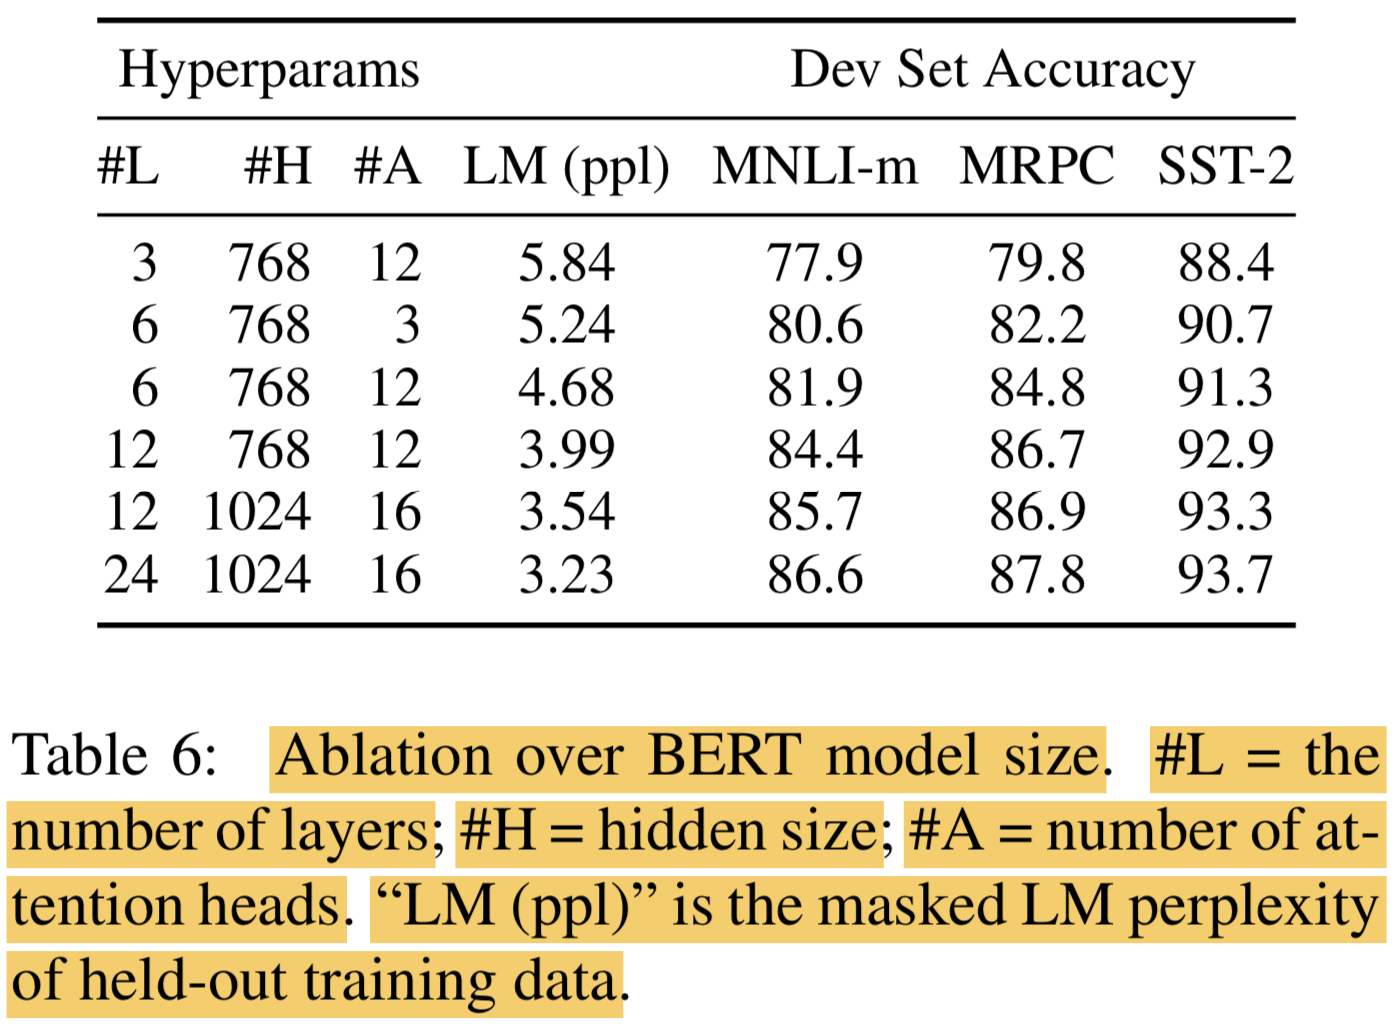 Hyperparams Dev Set Accuracy
#L #H #A LM (ppl) MNLI-m MRPC SST-2
3 768 12 5.84 77.9 79.8 88.4
6 768 3 5.24 80.6 82.2 90.7
6 768 12 4.68 81.9 84.8 91.3
12 768 12 3.99 84.4 86.7 92.9
12 1024 16 3.54 85.7 86.9 93.3
24 1024 16 3.23 86.6 87.8 93.7
Table 6: Ablation over BERT model size. #L = the
number of layers; #H = hidden size; #A = number of at-
tention heads. “LM (ppl)” is the masked LM perplexity
of held-out training data.